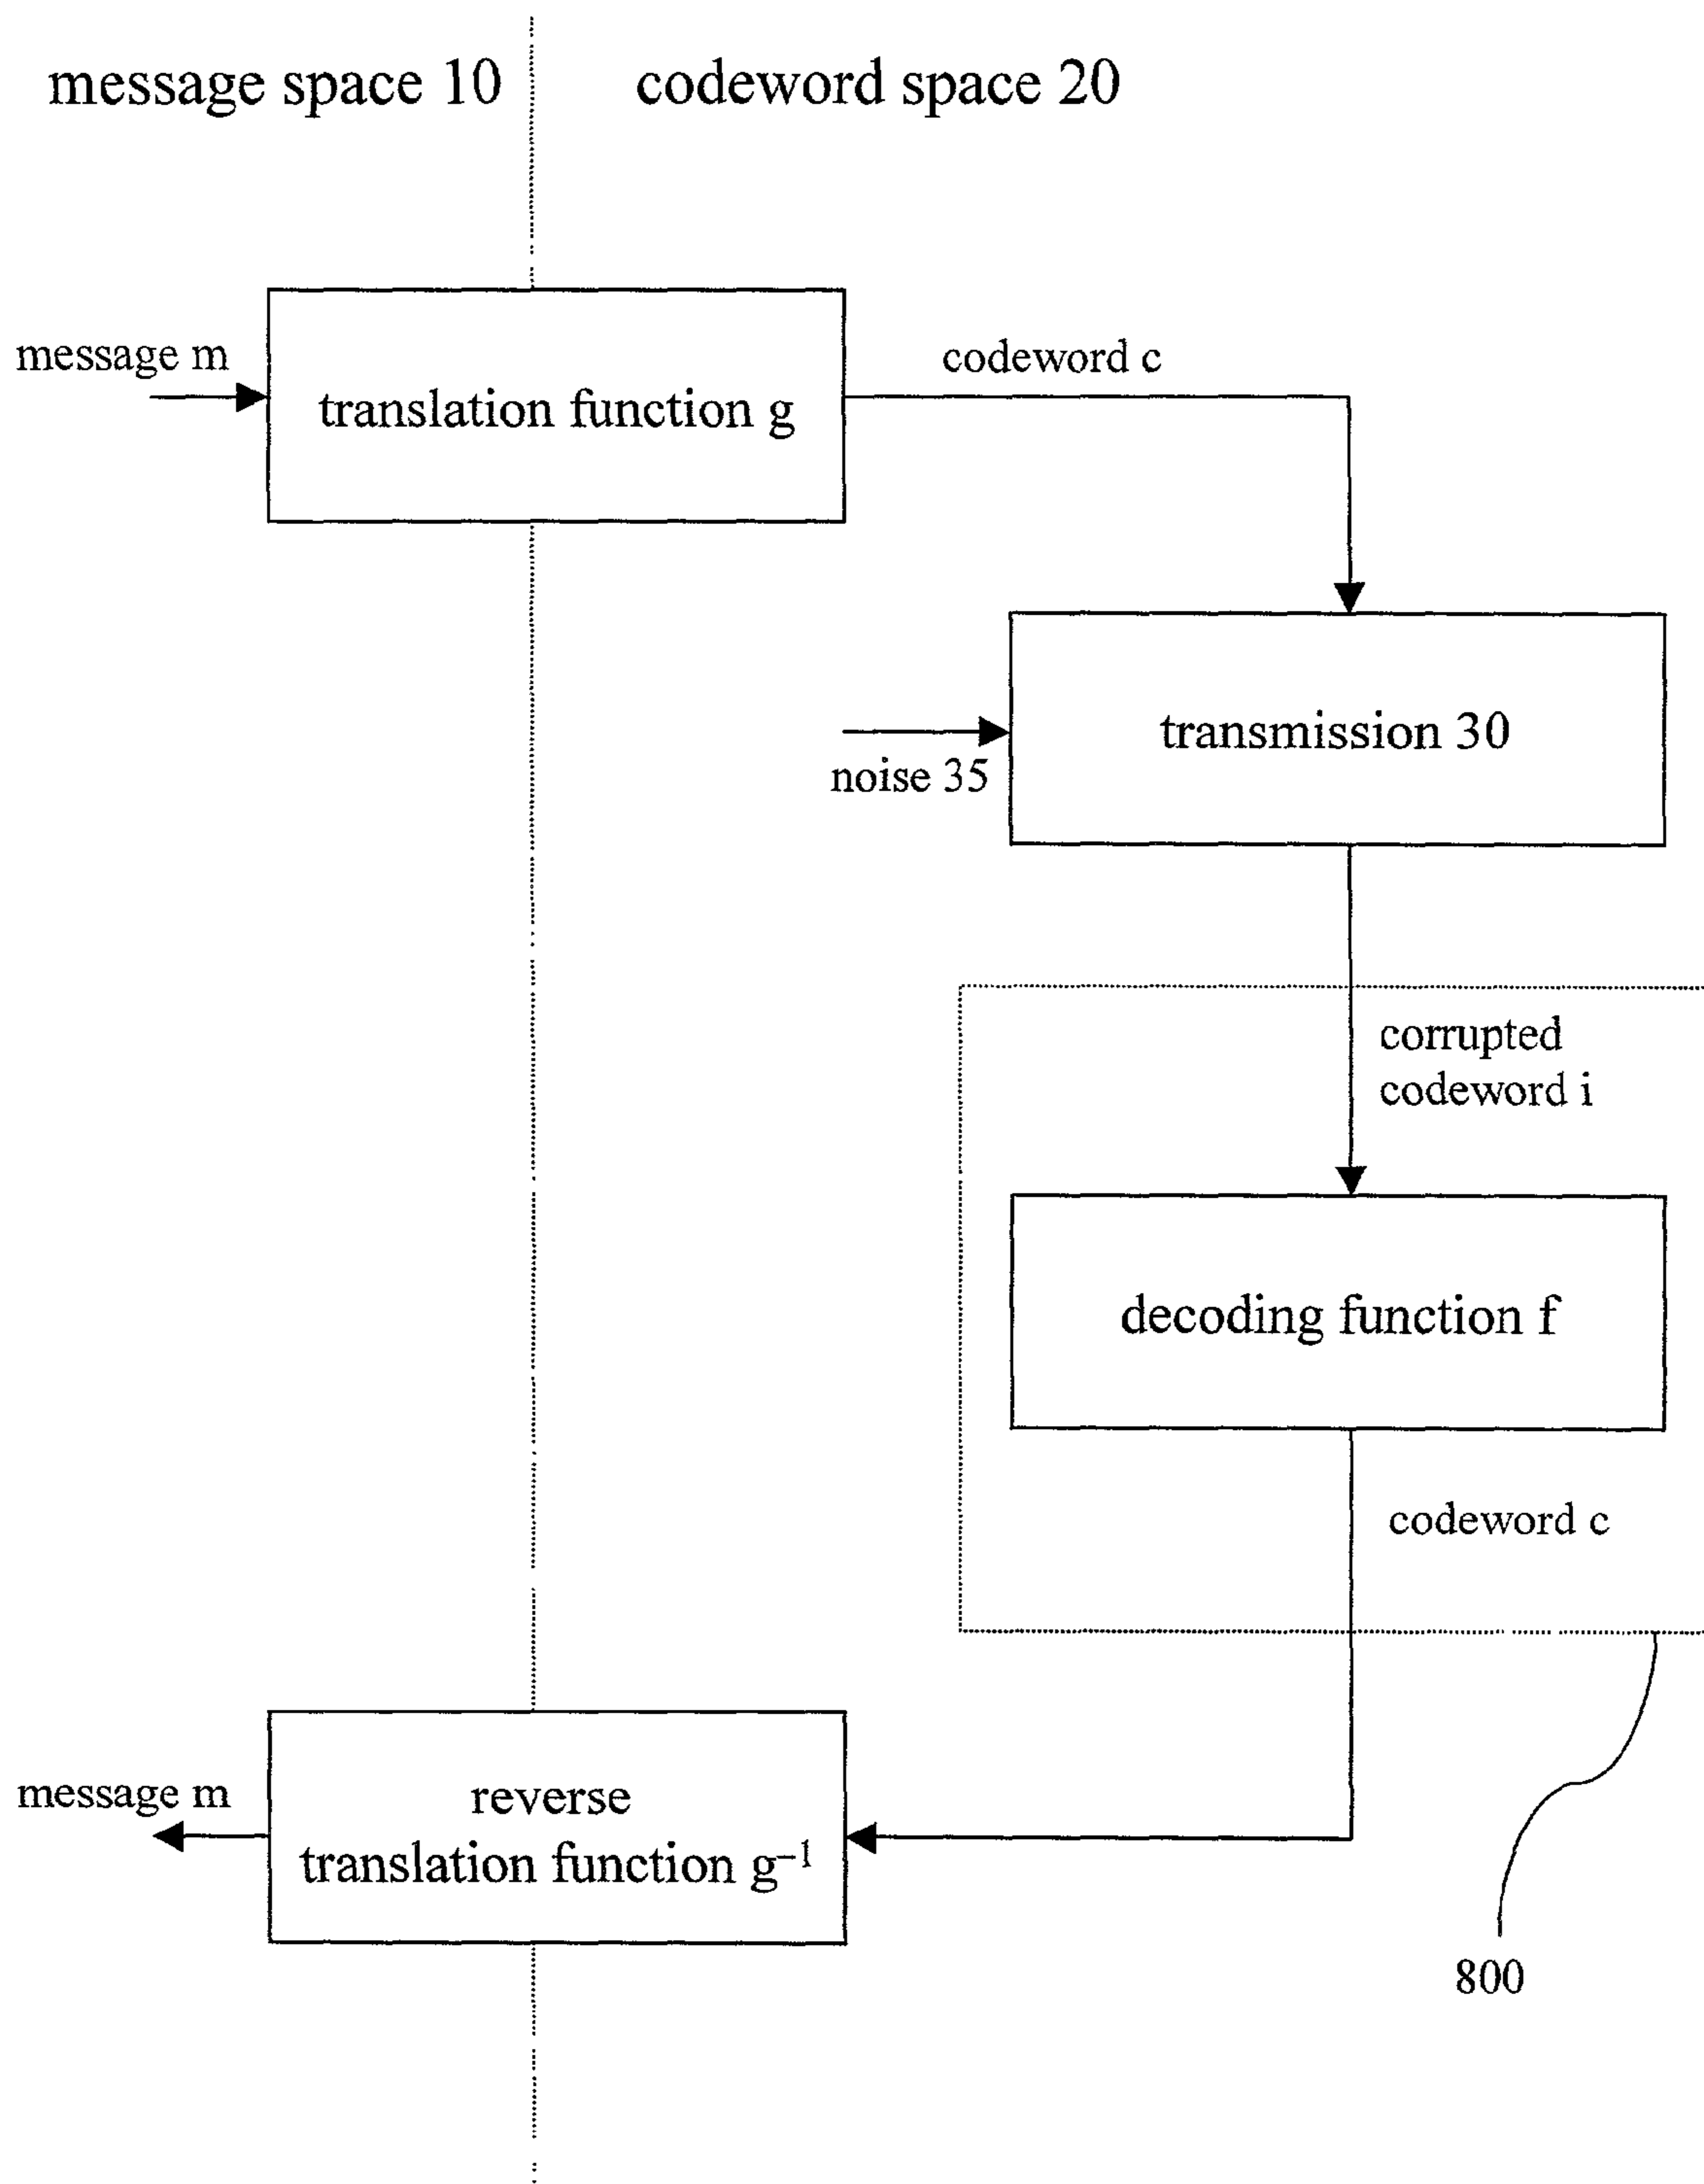 message space 10
codeword space 20
message m
codeword c
translation function g
transmission 30
noise 35
corrupted
codeword i
decoding function f
codeword c
message m
reverse
translation function g⁻¹
800